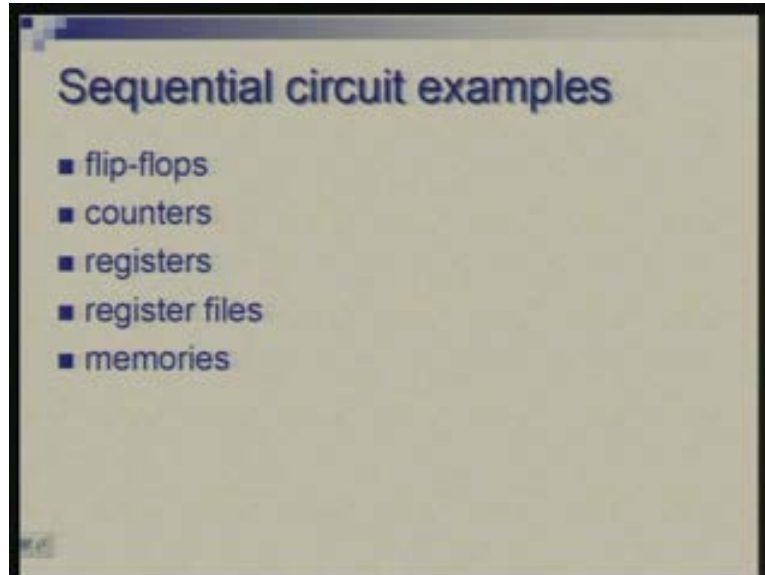 Sequential circuit examples
flip-flops
counters
registers
register files
memories